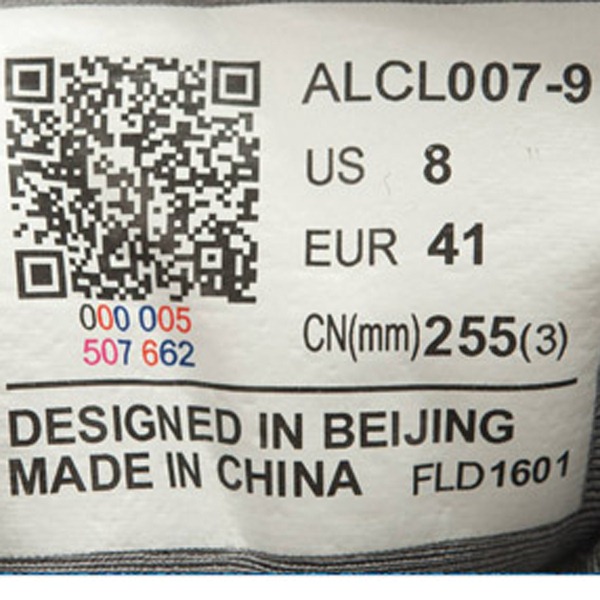 ALCL007-9
US 8
EUR 41
CN(mm)255(3)
000 005
507 662
DESIGNED IN BEIJING
MADE IN CHINA FLD1601